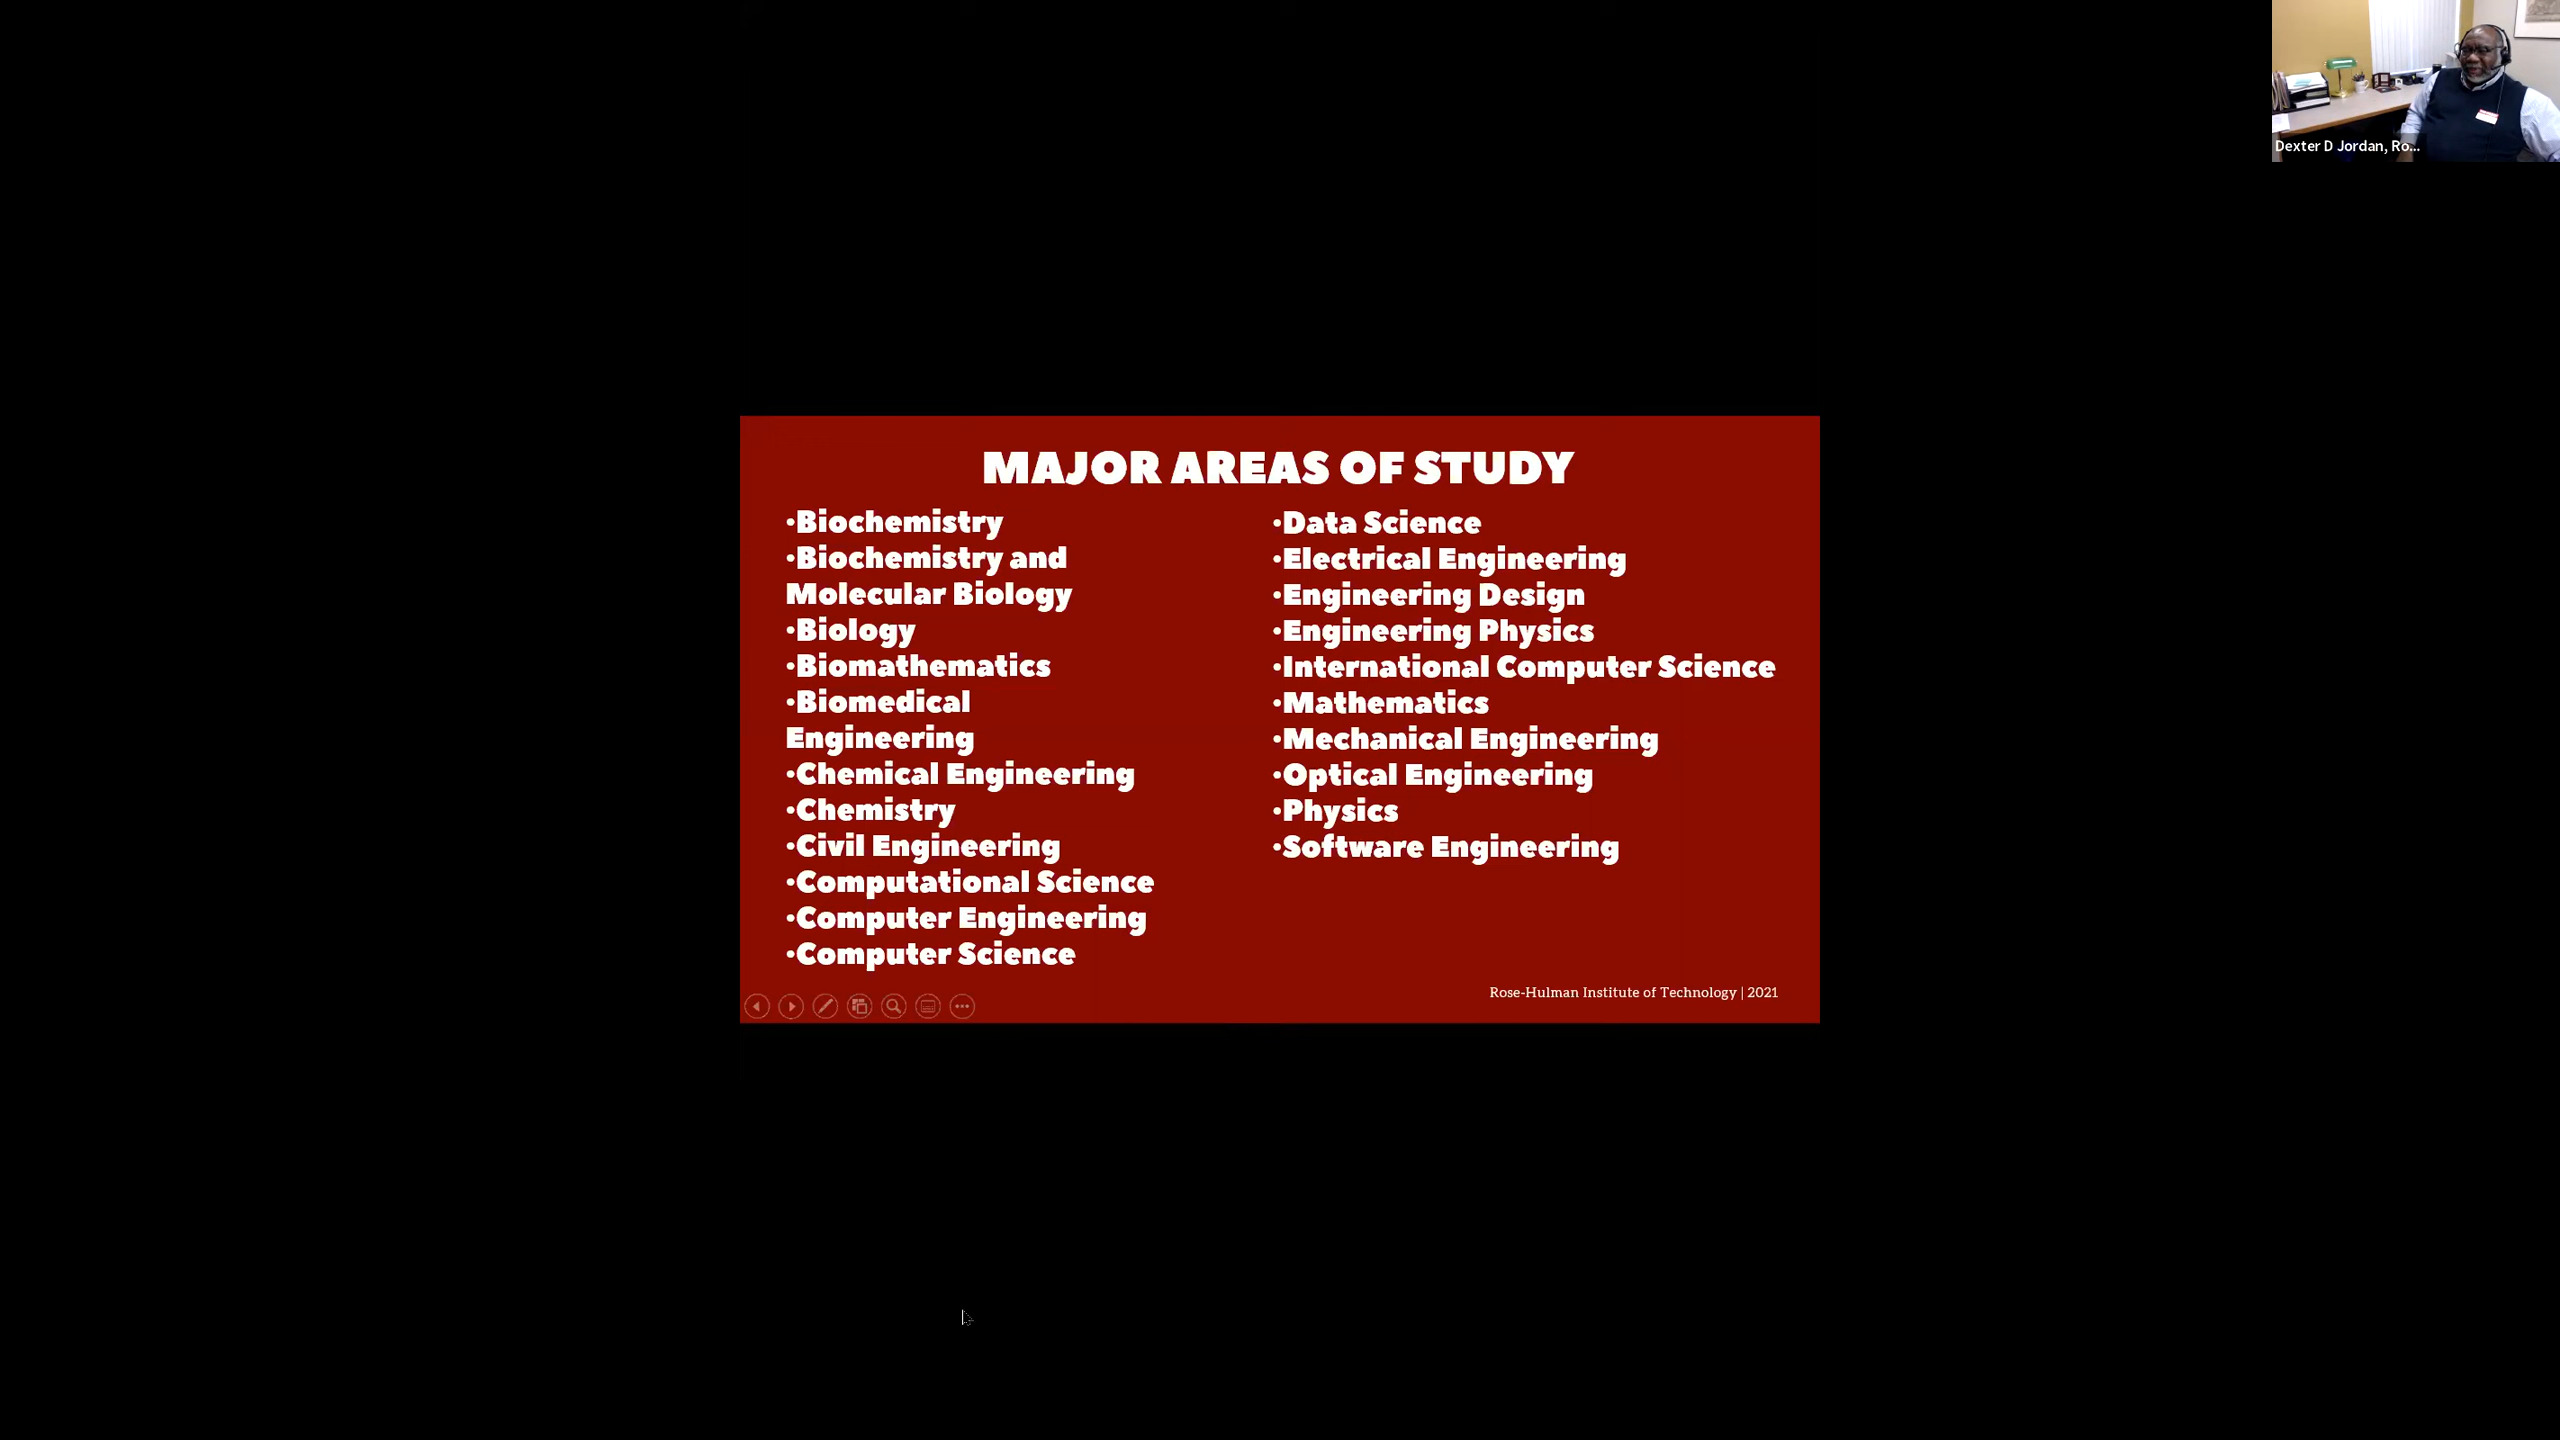 Dexter D Jordan, Ro...
MAJOR AREAS OF STUDY
•Biochemistry
•Biochemistry and
Molecular Biology
•Biology
•Biomathematics
•Biomedical
Engineering
•Chemical Engineering
•Chemistry
•Civil Engineering
•Computational Science
•Computer Engineering
•Computer Science
•Data Science
•Electrical Engineering
•Engineering Design
•Engineering Physics
•International Computer Science
•Mathematics
•Mechanical Engineering
•Optical Engineering
•Physics
•Software Engineering
Rose-Hulman Institute of Technology | 2021